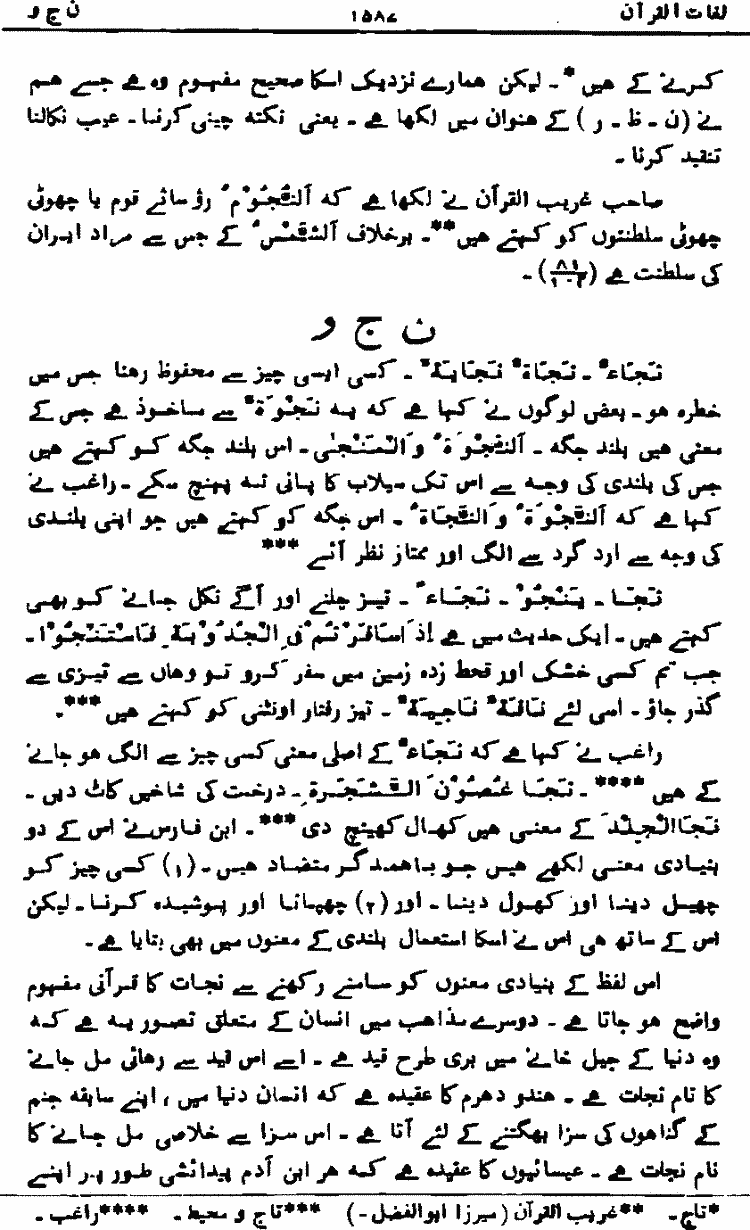 لغات القرآن ۱۵۸۷ ن ج و
کرنے کے ہیں*۔ لیکن ہمارے نزدیک اسکا صحیح مفہوم وہ ہے جسے ہم
نے (ن ۔ ظ ۔ ر) کے عنوان میں لکھا ہے ۔ یعنی نکتہ چینی کرنا ۔ عیب نکالنا
تنقید کرنا ۔
صاحب غریب القرآن نے لکھا ہے کہ اَلنُّجُوْمُ رؤسائے قوم یا چھوٹی
چھوٹی سلطنتوں کو کہتے ہیں**۔ برخلاف اَلشَّمْسُ کے جس سے مراد ایران
کی سلطنت ہے (۸۱/۱۰۲) ۔
ن ج و
نَجَاءٌ ۔ نَجَاۃٌ نَجَایَۃٌ ۔ کسی ایسی چیز سے محفوظ رہنا جس میں
خطرہ ہو ۔ بعض لوگوں نے کہا ہے کہ یہ نَجْوَۃٌ سے ماخوذ ہے جس کے
معنی ہیں بلند جگہ ۔ اَلنَّجْوَۃُ وَالْمَنْجٰی ۔ اس بلند جگہ کو کہتے ہیں
جس کی بلندی کی وجہ سے اس تک سیلاب کا پانی نہ پہنچ سکے ۔ راغب نے
کہا ہے کہ اَلنَّجْوَۃُ وَالنَّجَاۃُ ۔ اس جگہ کو کہتے ہیں جو اپنی بلندی
کی وجہ سے ارد گرد سے الگ اور ممتاز نظر آئے ***
نَجَا ۔ یَنْجُوْ ۔ نَجَاءً ۔ تیز چلنے اور آگے نکل جانے کو بھی
کہتے ہیں ۔ ایک حدیث میں ہے اِذَا سَافَرْتُمْ فِی الْجُدُوْبَۃِ فَاسْتَنْجُوْا ۔
جب تم کسی خشک اور قحط زدہ زمین میں سفر کرو تو وہاں سے تیزی سے
گذر جاؤ ۔ اسی لئے نَاقَۃٌ نَاجِیَۃٌ ۔ تیز رفتار اونٹنی کو کہتے ہیں ***۔
راغب نے کہا ہے کہ نَجَاءٌ کے اصلی معنی کسی چیز سے الگ ہو جانے
کے ہیں ****۔ نَجَا غُصُوْنَ الشَّجَرَۃِ ۔ درخت کی شاخیں کاٹ دیں ۔
نَجَا الْجِلْدَ کے معنی ہیں کھال کھینچ دی ***۔ ابن فارس نے اس کے دو
بنیادی معنی لکھے ہیں جو باہمدگر متضاد ہیں ۔ (۱) کسی چیز کو
چھیل دینا اور کھول دینا ۔ اور (۲) چھپانا اور پوشیدہ کرنا ۔ لیکن
اس کے ساتھ ہی اس نے اسکا استعمال بلندی کے معنوں میں بھی بتایا ہے ۔
اس لفظ کے بنیادی معنوں کو سامنے رکھنے سے نجات کا قرآنی مفہوم
واضح ہو جاتا ہے ۔ دوسرے مذاہب میں انسان کے متعلق تصور یہ ہے کہ
وہ دنیا کے جیل خانے میں بری طرح قید ہے ۔ اسے اس قید سے رہائی مل جانے
کا نام نجات ہے ۔ ہندو دھرم کا عقیدہ ہے کہ انسان دنیا میں، اپنے سابقہ جنم
کے گناہوں کی سزا بھگتنے کے لئے آتا ہے ۔ اس سزا سے خلاصی مل جانے کا
نام نجات ہے ۔ عیسائیوں کا عقیدہ ہے کہ ہر ابن آدم پیدائشی طور پر اپنے
*تاج ۔ **غریب القرآن (میرزا ابوالفضل ۔) ***تاج و محیط ۔ ****راغب ۔